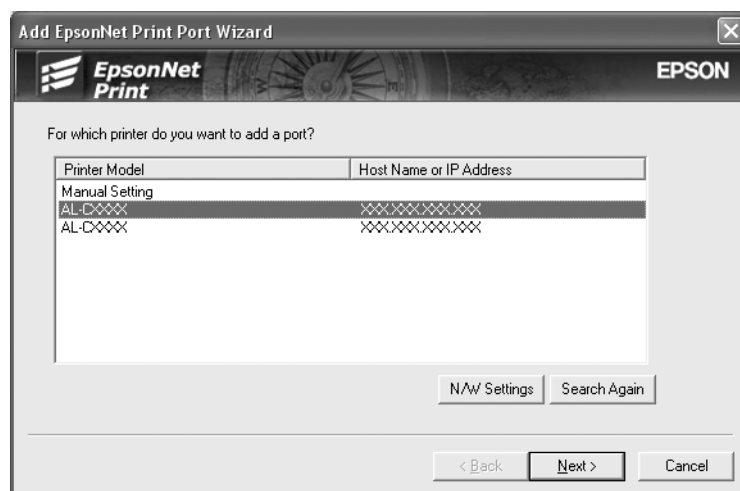 Add EpsonNet Print Port Wizard
EpsonNet
Print
EPSON
For which printer do you want to add a port?
Printer Model Host Name or IP Address
Manual Setting
AL-CXXXX XXX.XXX.XXX.XXX
AL-CXXXX XXX.XXX.XXX.XXX
N/W Settings Search Again
< Back Next > Cancel